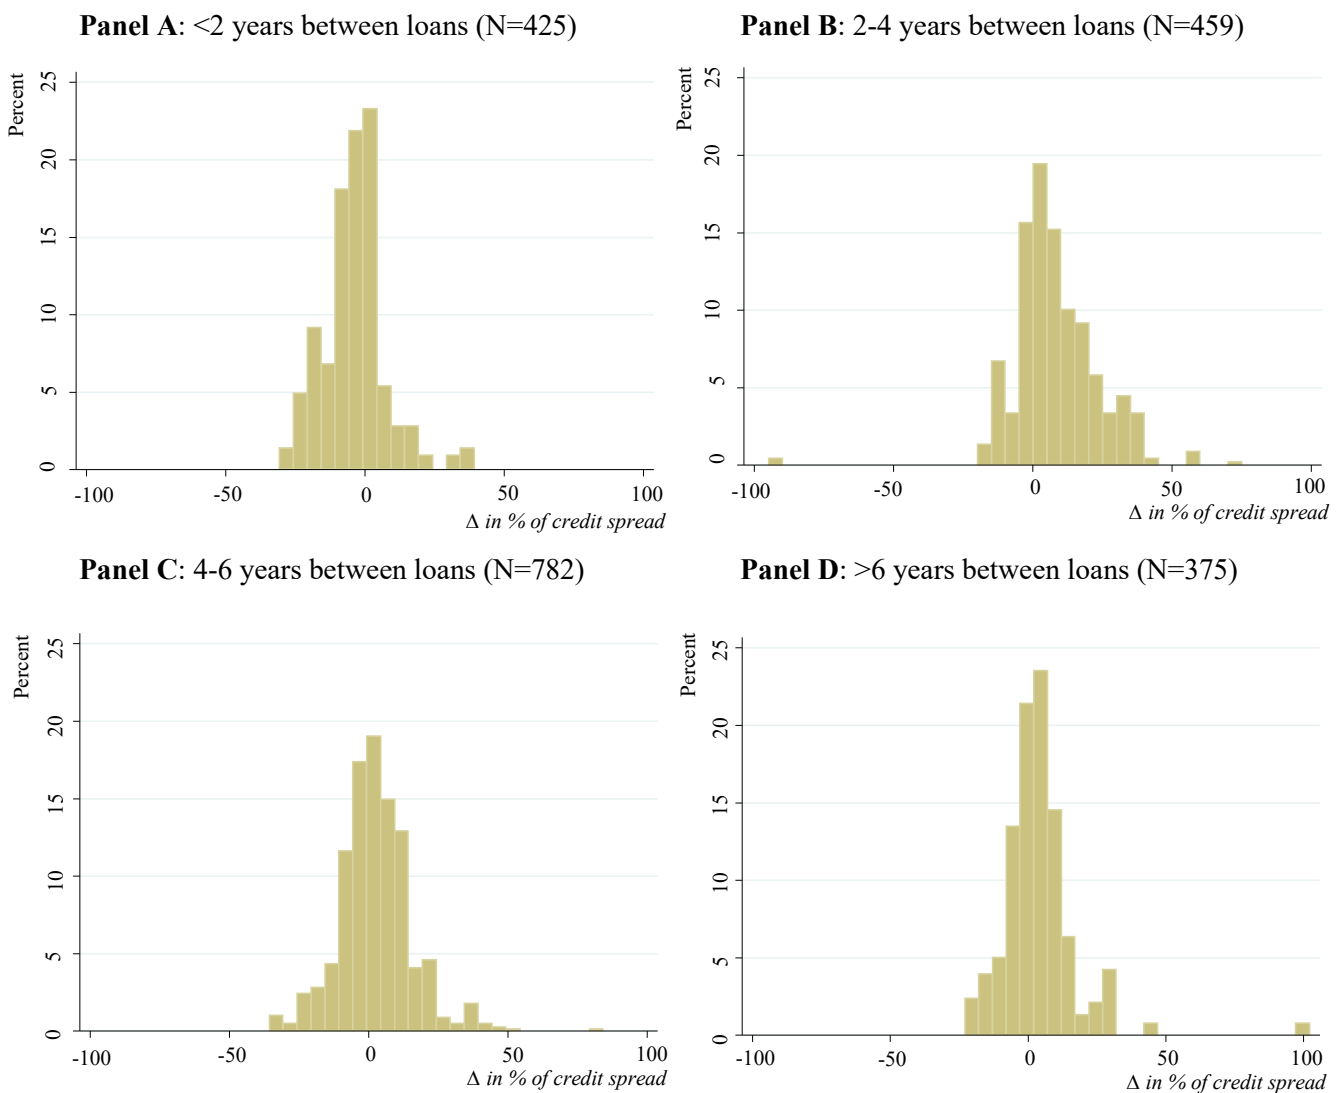 Panel A: <2 years between loans (N=425)
Percent
25
20
15
10
5
0
-100 -50 0 50 100
Δ in % of credit spread
Panel B: 2-4 years between loans (N=459)
Percent
25
20
15
10
5
0
-100 -50 0 50 100
Δ in % of credit spread
Panel C: 4-6 years between loans (N=782)
Percent
25
20
15
10
5
0
-100 -50 0 50 100
Δ in % of credit spread
Panel D: >6 years between loans (N=375)
Percent
25
20
15
10
5
0
-100 -50 0 50 100
Δ in % of credit spread